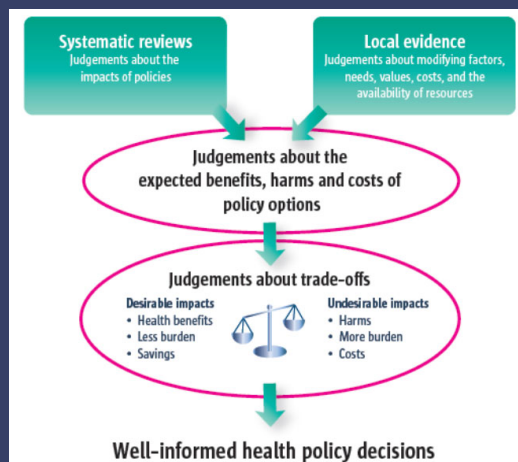 Systematic reviews
Judgements about the
impacts of policies
Local evidence
Judgements about modifying factors,
needs, values, costs, and the
availability of resources
Judgements about the
expected benefits, harms and costs of
policy options
Judgements about trade-offs
Desirable impacts
• Health benefits
• Less burden
• Savings
Undesirable impacts
• Harms
• More burden
• Costs
Well-informed health policy decisions